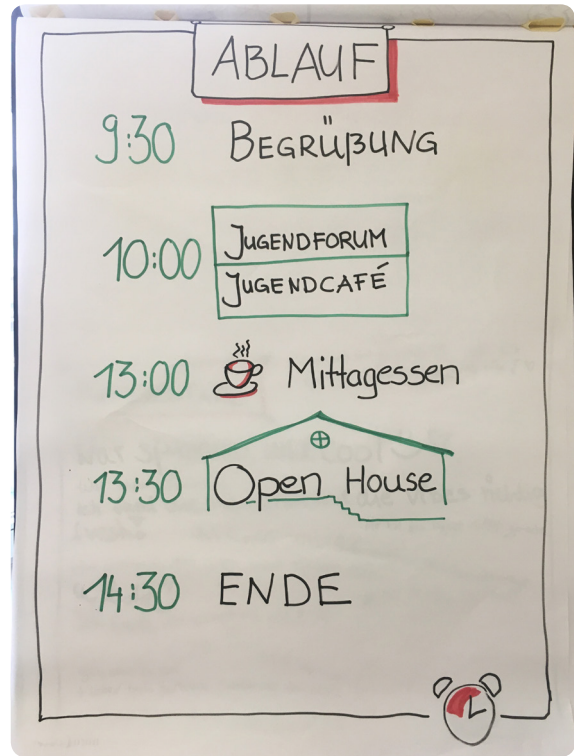 ABLAUF
9:30 BEGRÜßUNG
10:00 JUGENDFORUM
JUGENDCAFÉ
13:00 Mittagessen
13:30 Open House
14:30 ENDE